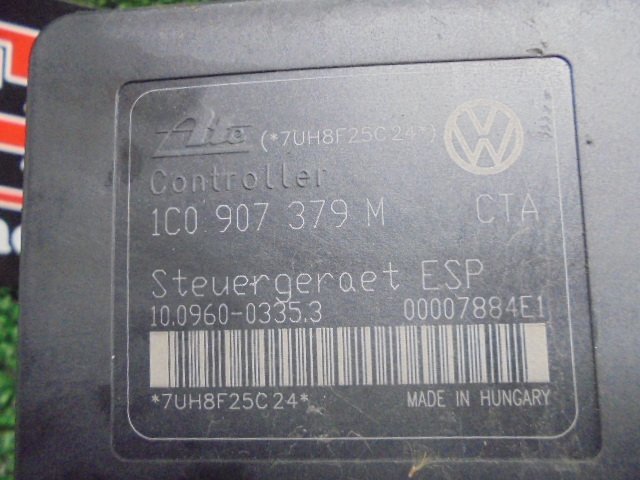 Ate (*7UH8F25C24*)
Controller
1C0 907 379 M CTA
Steuergeraet ESP
10.0960-0335.3 00007884E1
*7UH8F25C24* MADE IN HUNGARY